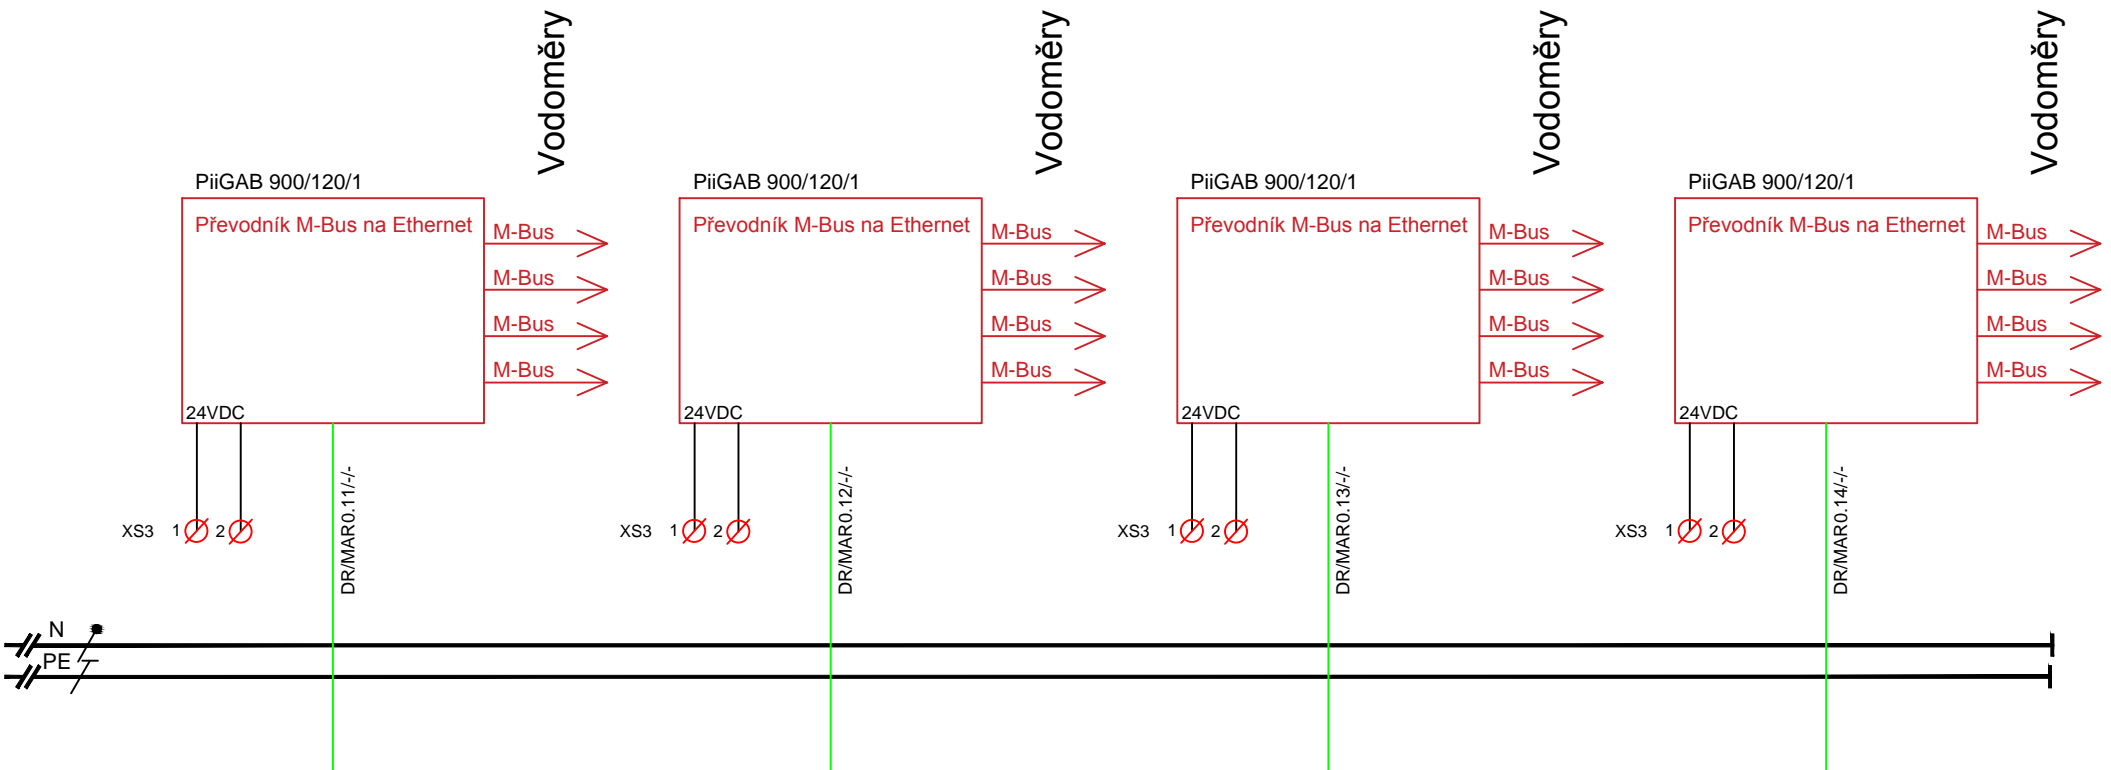 Vodoměry
Vodoměry
Vodoměry
Vodoměry
PiiGAB 900/120/1
PiiGAB 900/120/1
PiiGAB 900/120/1
PiiGAB 900/120/1
Převodník M-Bus na Ethernet
M-Bus
M-Bus
M-Bus
M-Bus
24VDC
Převodník M-Bus na Ethernet
M-Bus
M-Bus
M-Bus
M-Bus
24VDC
Převodník M-Bus na Ethernet
M-Bus
M-Bus
M-Bus
M-Bus
24VDC
Převodník M-Bus na Ethernet
M-Bus
M-Bus
M-Bus
M-Bus
24VDC
XS3 1 2
DR/MAR0.11/-/-
XS3 1 2
DR/MAR0.12/-/-
XS3 1 2
DR/MAR0.13/-/-
XS3 1 2
DR/MAR0.14/-/-
N
PE